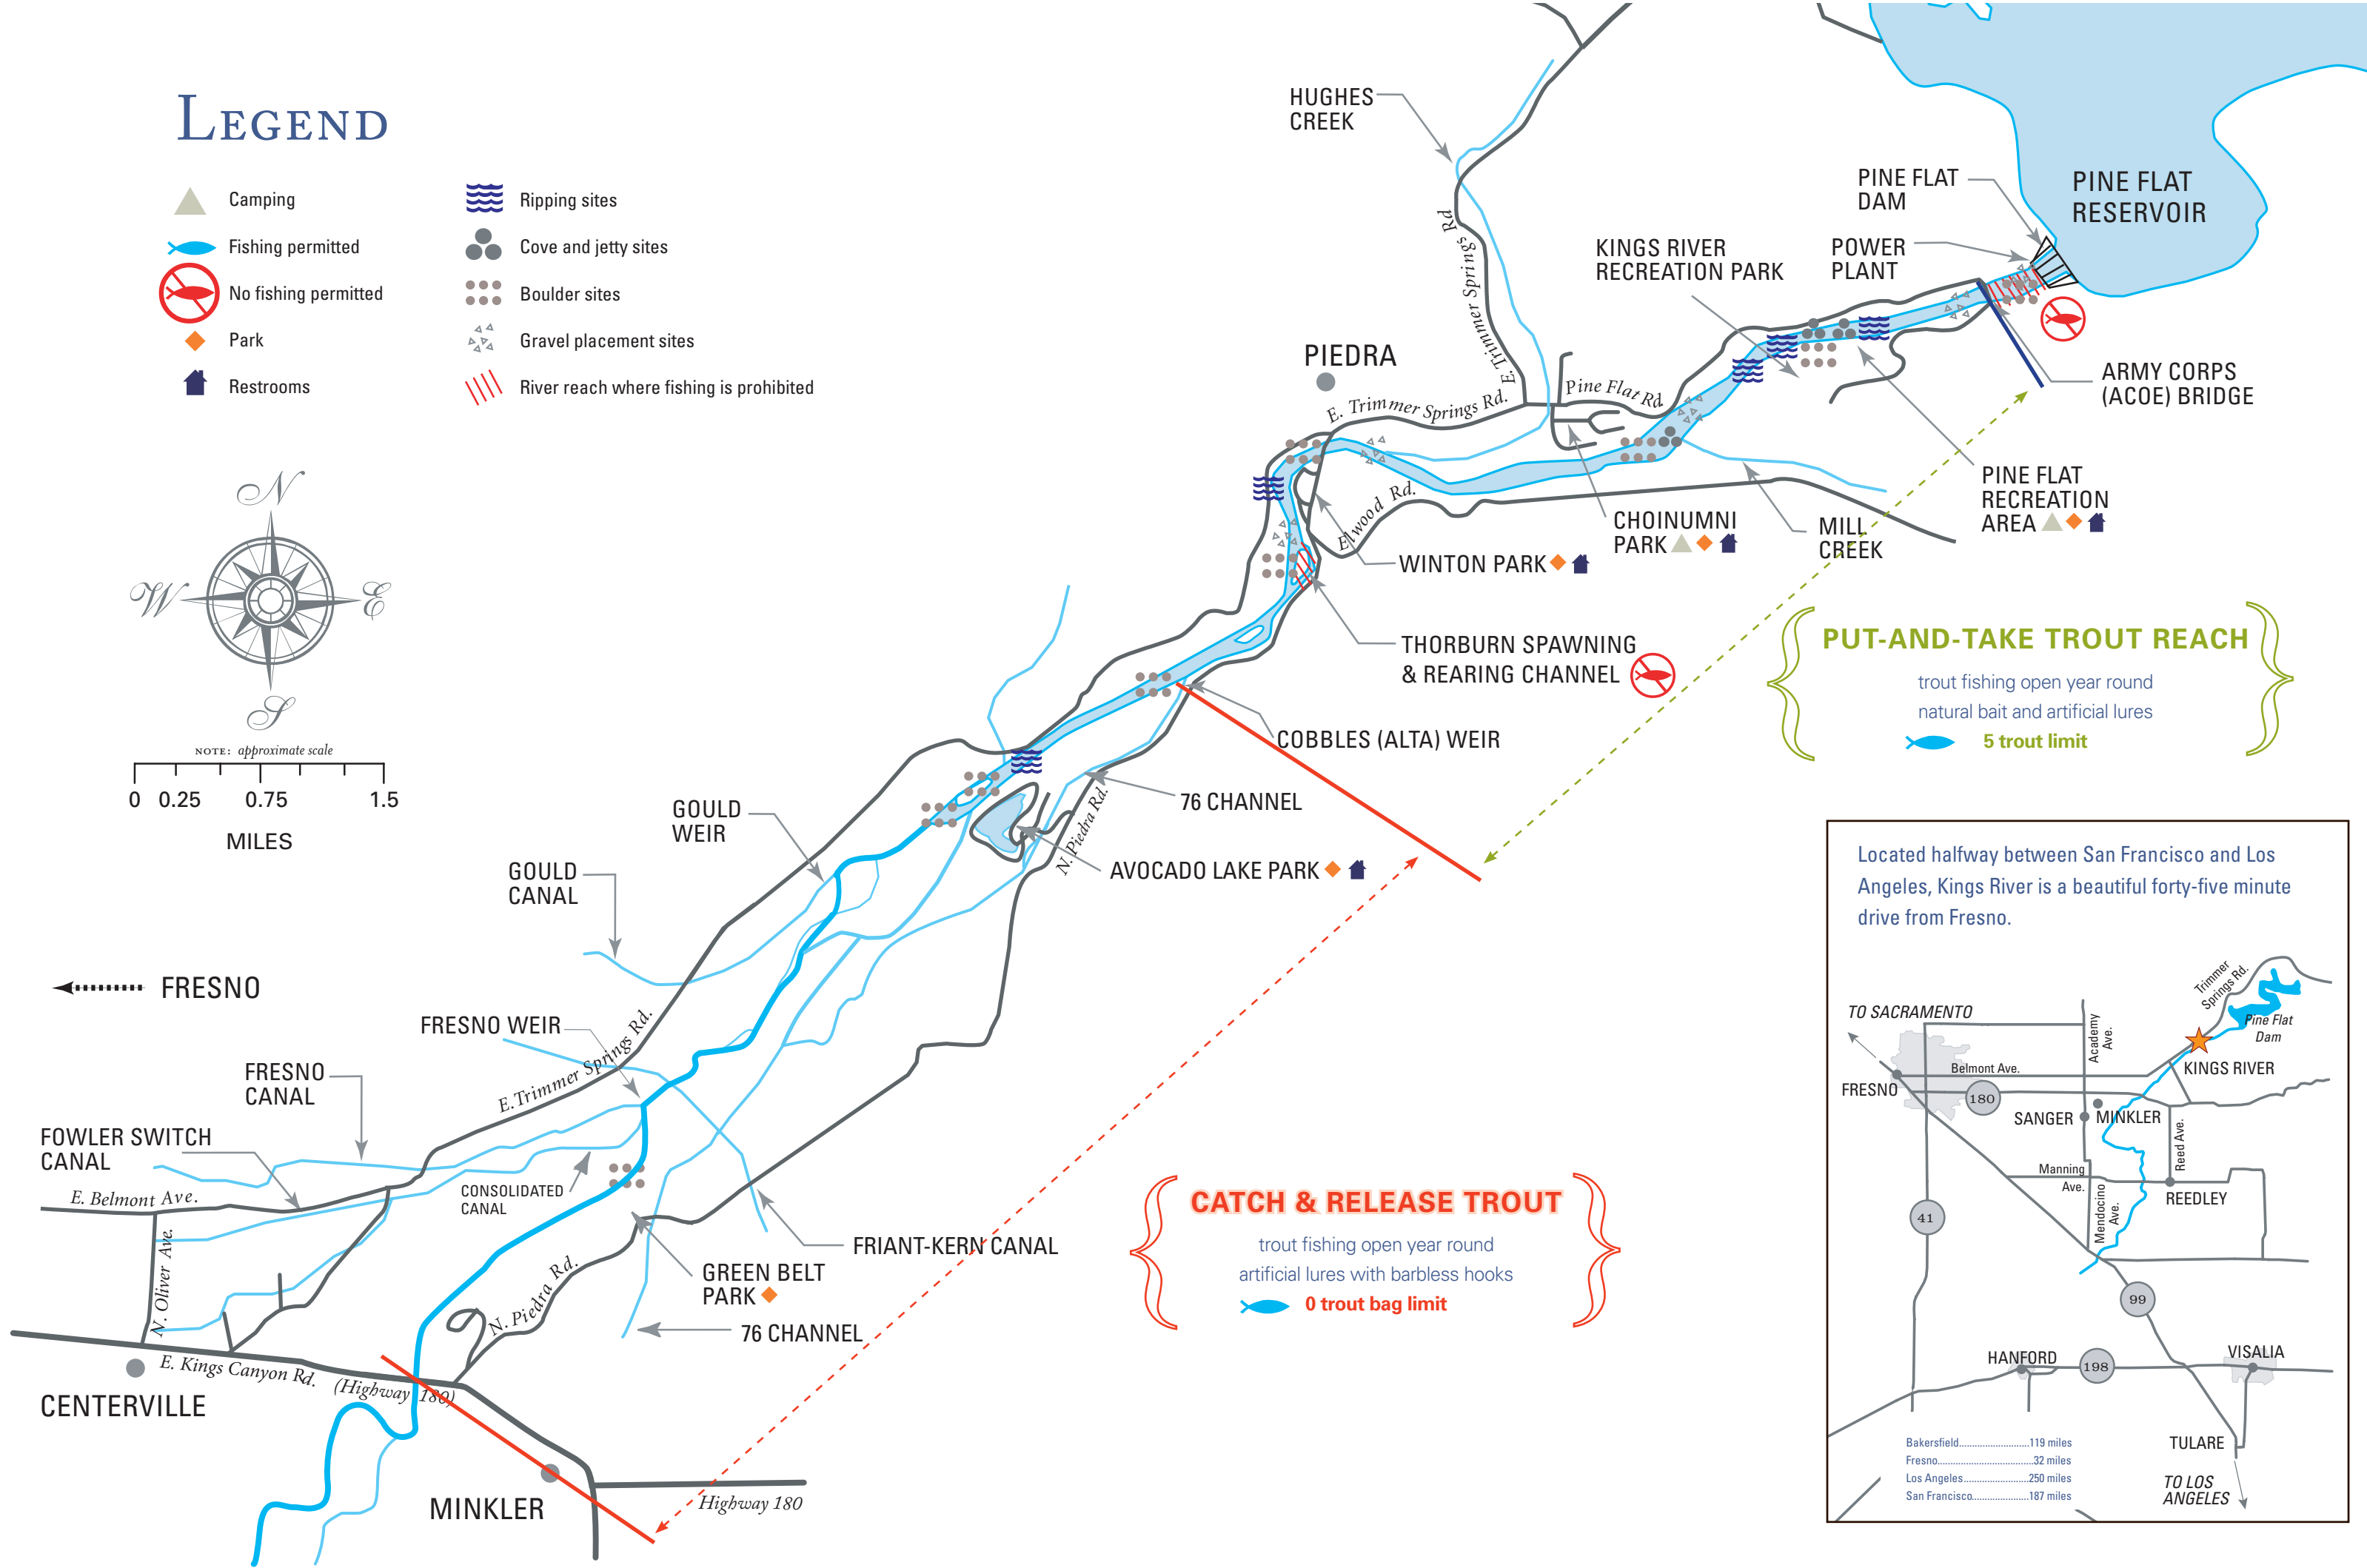 LEGEND
Camping
Fishing permitted
No fishing permitted
Park
Restrooms
Ripping sites
Cove and jetty sites
Boulder sites
Gravel placement sites
River reach where fishing is prohibited
N
W
E
S
NOTE: approximate scale
0 0.25 0.75 1.5
MILES
HUGHES
CREEK
E. Trimmer Springs Rd
PIEDRA
E. Trimmer Springs Rd.
Pine Flat Rd.
KINGS RIVER
RECREATION PARK
PINE FLAT
DAM
POWER
PLANT
PINE FLAT
RESERVOIR
ARMY CORPS
(ACOE) BRIDGE
PINE FLAT
RECREATION
AREA
MILL
CREEK
CHOINUMNI
PARK
Elwood Rd.
WINTON PARK
THORBURN SPAWNING
& REARING CHANNEL
COBBLES (ALTA) WEIR
76 CHANNEL
N. Piedra Rd.
AVOCADO LAKE PARK
GOULD
WEIR
GOULD
CANAL
FRESNO
FRESNO WEIR
E.Trimmer Springs Rd.
FRESNO
CANAL
FOWLER SWITCH
CANAL
E. Belmont Ave.
N. Oliver Ave.
CONSOLIDATED
CANAL
FRIANT-KERN CANAL
GREEN BELT
PARK
N. Piedra Rd.
76 CHANNEL
E. Kings Canyon Rd. (Highway 180)
CENTERVILLE
MINKLER
Highway 180
PUT-AND-TAKE TROUT REACH
trout fishing open year round
natural bait and artificial lures
5 trout limit
CATCH & RELEASE TROUT
trout fishing open year round
artificial lures with barbless hooks
0 trout bag limit
Located halfway between San Francisco and Los
Angeles, Kings River is a beautiful forty-five minute
drive from Fresno.
TO SACRAMENTO
Academy
Ave.
Trimmer
Springs Rd.
Pine Flat
Dam
KINGS RIVER
Belmont Ave.
FRESNO
180
SANGER
MINKLER
Reed Ave.
Manning
Ave.
Mendocino
Ave.
REEDLEY
41
99
HANFORD
198
VISALIA
TULARE
TO LOS
ANGELES
Bakersfield..........................119 miles
Fresno...................................32 miles
Los Angeles........................250 miles
San Francisco.....................187 miles